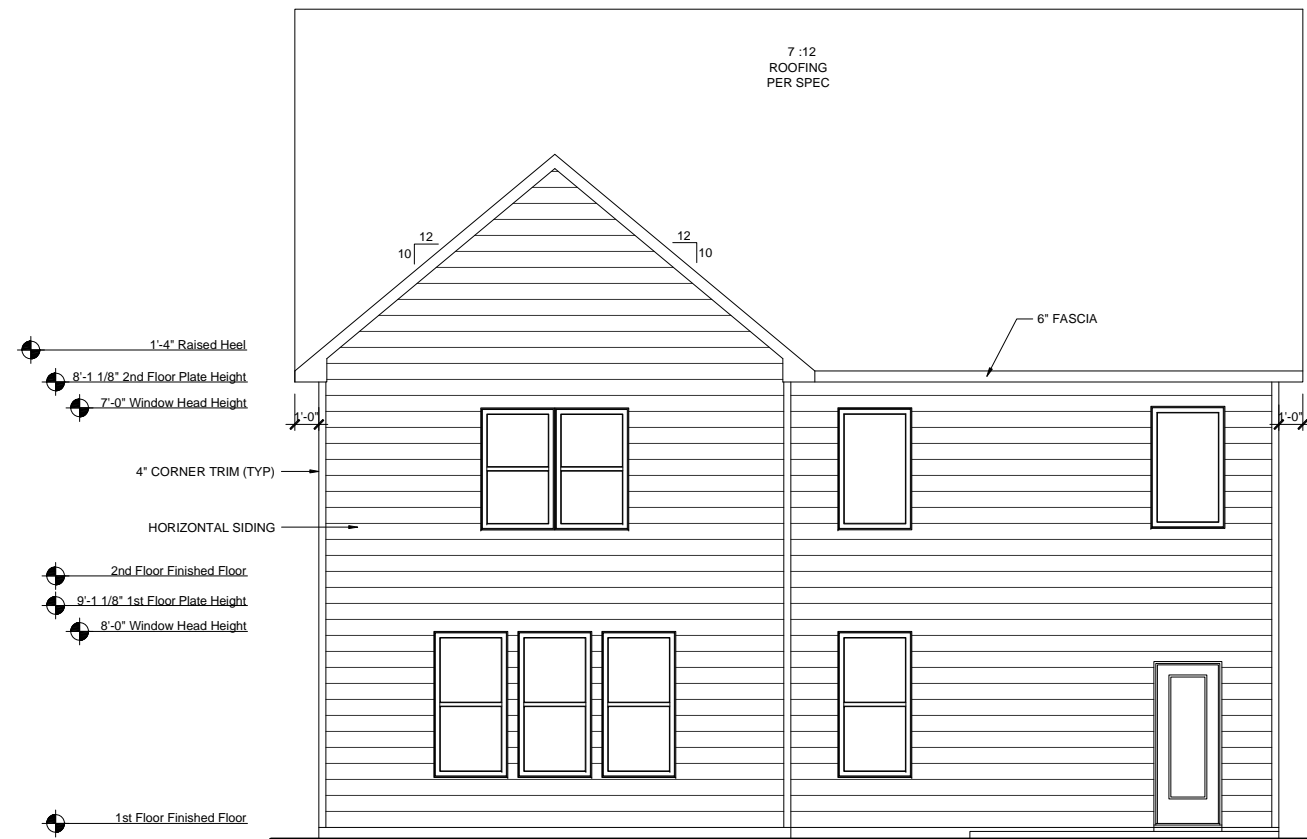 7 :12
ROOFING
PER SPEC
12
10
12
10
6" FASCIA
1'-4" Raised Heel
8'-1 1/8" 2nd Floor Plate Height
7'-0" Window Head Height
1'-0"
1'-0"
4" CORNER TRIM (TYP)
HORIZONTAL SIDING
2nd Floor Finished Floor
9'-1 1/8" 1st Floor Plate Height
8'-0" Window Head Height
1st Floor Finished Floor